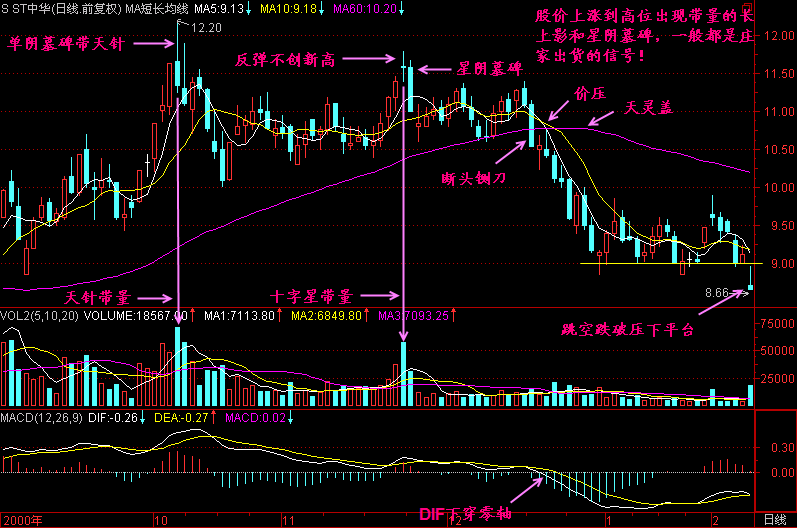 S ST中华(日线.前复权) MA短长均线 MA5:9.13↓ MA10:9.18↓ MA60:10.20↓
股价上涨到高位出现带量的长
上影和星阴墓碑，一般都是庄
家出货的信号！
12.20
12.00
单阴墓碑带天针
反弹不创新高
星阴墓碑
11.50
价压
天灵盖
11.00
10.50
断头铡刀
10.00
9.50
9.00
天针带量
十字星带量
8.66
跳空跌破压下平台
VOL2(5,10,20) VOLUME:18567.00↑ MA1:7113.80↑ MA2:6849.80↑ MA3:7093.25↑
75000
50000
25000
MACD(12,26,9) DIF:-0.26↓ DEA:-0.27↑ MACD:0.02↓
0.30
0.00
DIF下穿零轴
2000年 10 11 12 1 2 日线